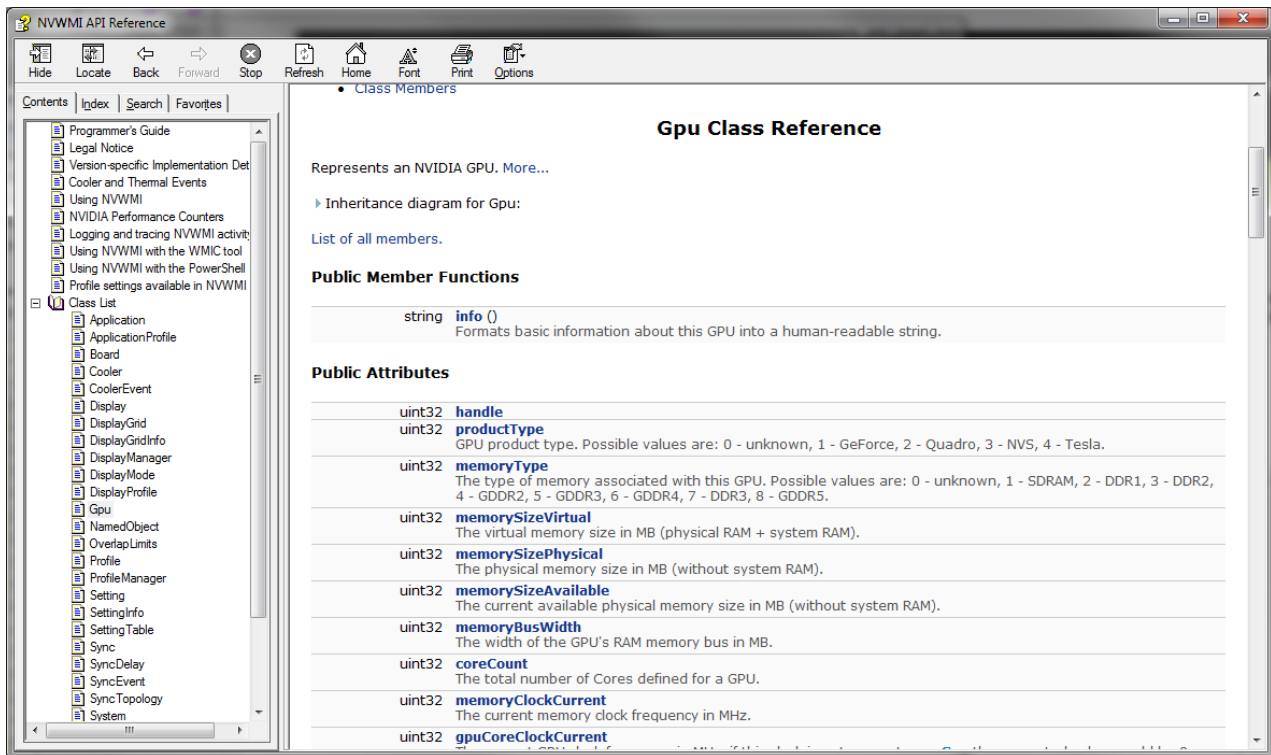 NVWMI API Reference
Hide Locate Back Forward Stop Refresh Home Font Print Options
Contents Index Search Favorites
Programmer's Guide
Legal Notice
Version-specific Implementation Det
Cooler and Thermal Events
Using NVWMI
NVIDIA Performance Counters
Logging and tracing NVWMI activity
Using NVWMI with the WMIC tool
Using NVWMI with the PowerShell
Profile settings available in NVWMI
Class List
Application
ApplicationProfile
Board
Cooler
CoolerEvent
Display
DisplayGrid
DisplayGridInfo
DisplayManager
DisplayMode
DisplayProfile
Gpu
NamedObject
OverlapLimits
Profile
ProfileManager
Setting
SettingInfo
SettingTable
Sync
SyncDelay
SyncEvent
SyncTopology
System
• Class Members
Gpu Class Reference
Represents an NVIDIA GPU. More...
Inheritance diagram for Gpu:
List of all members.
Public Member Functions
string info ()
Formats basic information about this GPU into a human-readable string.
Public Attributes
uint32 handle
uint32 productType
GPU product type. Possible values are: 0 - unknown, 1 - GeForce, 2 - Quadro, 3 - NVS, 4 - Tesla.
uint32 memoryType
The type of memory associated with this GPU. Possible values are: 0 - unknown, 1 - SDRAM, 2 - DDR1, 3 - DDR2,
4 - GDDR2, 5 - GDDR3, 6 - GDDR4, 7 - DDR3, 8 - GDDR5.
uint32 memorySizeVirtual
The virtual memory size in MB (physical RAM + system RAM).
uint32 memorySizePhysical
The physical memory size in MB (without system RAM).
uint32 memorySizeAvailable
The current available physical memory size in MB (without system RAM).
uint32 memoryBusWidth
The width of the GPU's RAM memory bus in MB.
uint32 coreCount
The total number of Cores defined for a GPU.
uint32 memoryClockCurrent
The current memory clock frequency in MHz.
uint32 gpuCoreClockCurrent